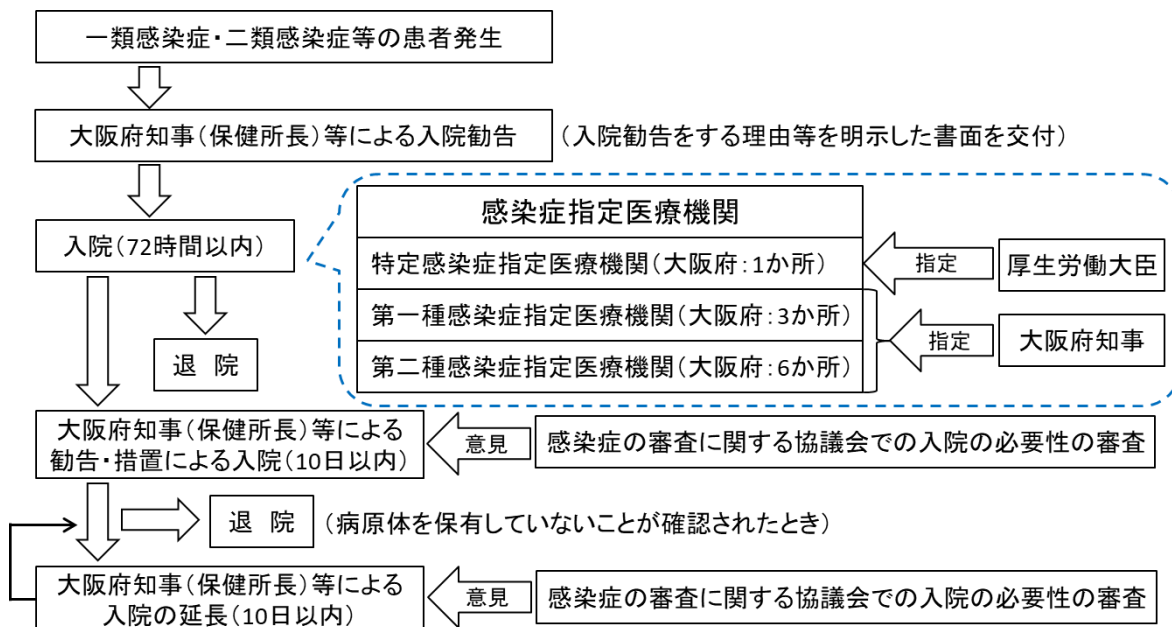 一類感染症・二類感染症等の患者発生
大阪府知事(保健所長)等による入院勧告
(入院勧告をする理由等を明示した書面を交付)
入院(72時間以内)
感染症指定医療機関
特定感染症指定医療機関(大阪府:1か所)
指定
厚生労働大臣
第一種感染症指定医療機関(大阪府:3か所)
第二種感染症指定医療機関(大阪府:6か所)
指定
大阪府知事
退 院
大阪府知事(保健所長)等による
勧告・措置による入院(10日以内)
意見
感染症の審査に関する協議会での入院の必要性の審査
退 院
(病原体を保有していないことが確認されたとき)
大阪府知事(保健所長)等による
入院の延長(10日以内)
意見
感染症の審査に関する協議会での入院の必要性の審査